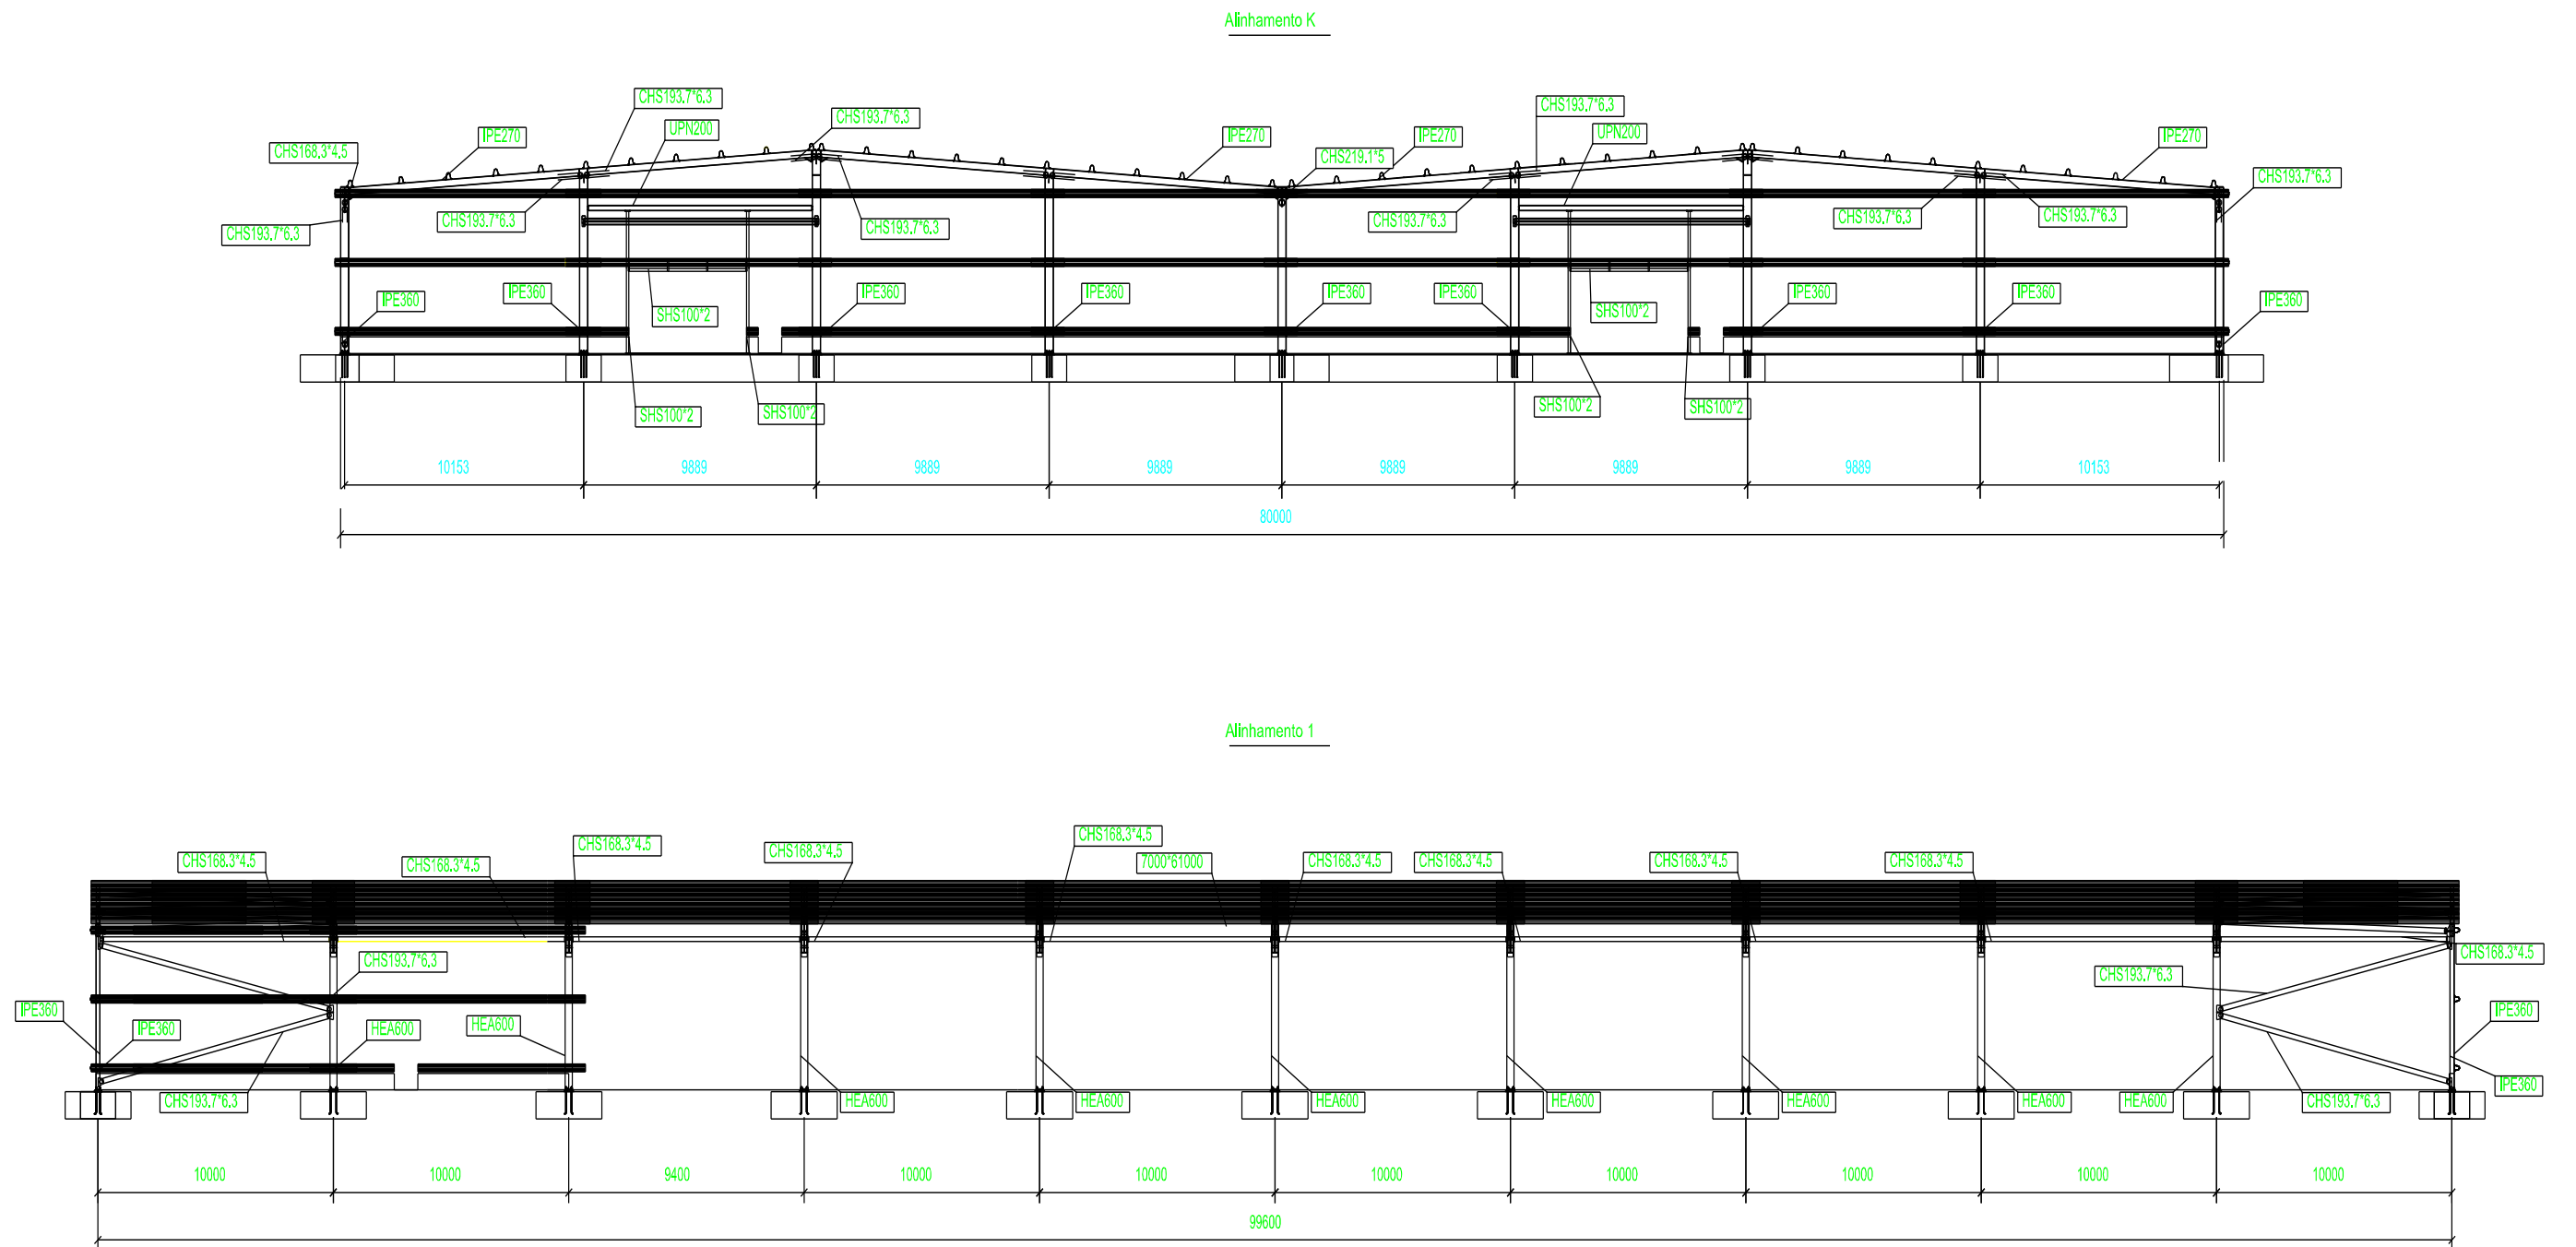 Alinhamento K
CHS193.7*6.3
CHS193.7*6.3
CHS193.7*6.3
UPN200
UPN200
IPE270
IPE270
IPE270
IPE270
CHS168.3*4.5
CHS219.1*5
CHS193.7*6.3
CHS193.7*6.3
CHS193.7*6.3
CHS193.7*6.3
CHS193.7*6.3
CHS193.7*6.3
CHS193.7*6.3
CHS193.7*6.3
IPE360
IPE360
IPE360
IPE360
IPE360
IPE360
IPE360
IPE360
IPE360
SHS100*2
SHS100*2
SHS100*2
SHS100*2
SHS100*2
SHS100*2
10153
9889
9889
9889
9889
9889
9889
10153
80000
Alinhamento 1
CHS168.3*4.5
CHS168.3*4.5
CHS168.3*4.5
CHS168.3*4.5
CHS168.3*4.5
7000*61000
CHS168.3*4.5
CHS168.3*4.5
CHS168.3*4.5
CHS168.3*4.5
CHS193.7*6.3
CHS193.7*6.3
CHS168.3*4.5
IPE360
IPE360
HEA600
HEA600
IPE360
IPE360
CHS193.7*6.3
HEA600
HEA600
HEA600
HEA600
HEA600
HEA600
HEA600
CHS193.7*6.3
10000
10000
9400
10000
10000
10000
10000
10000
10000
10000
99600